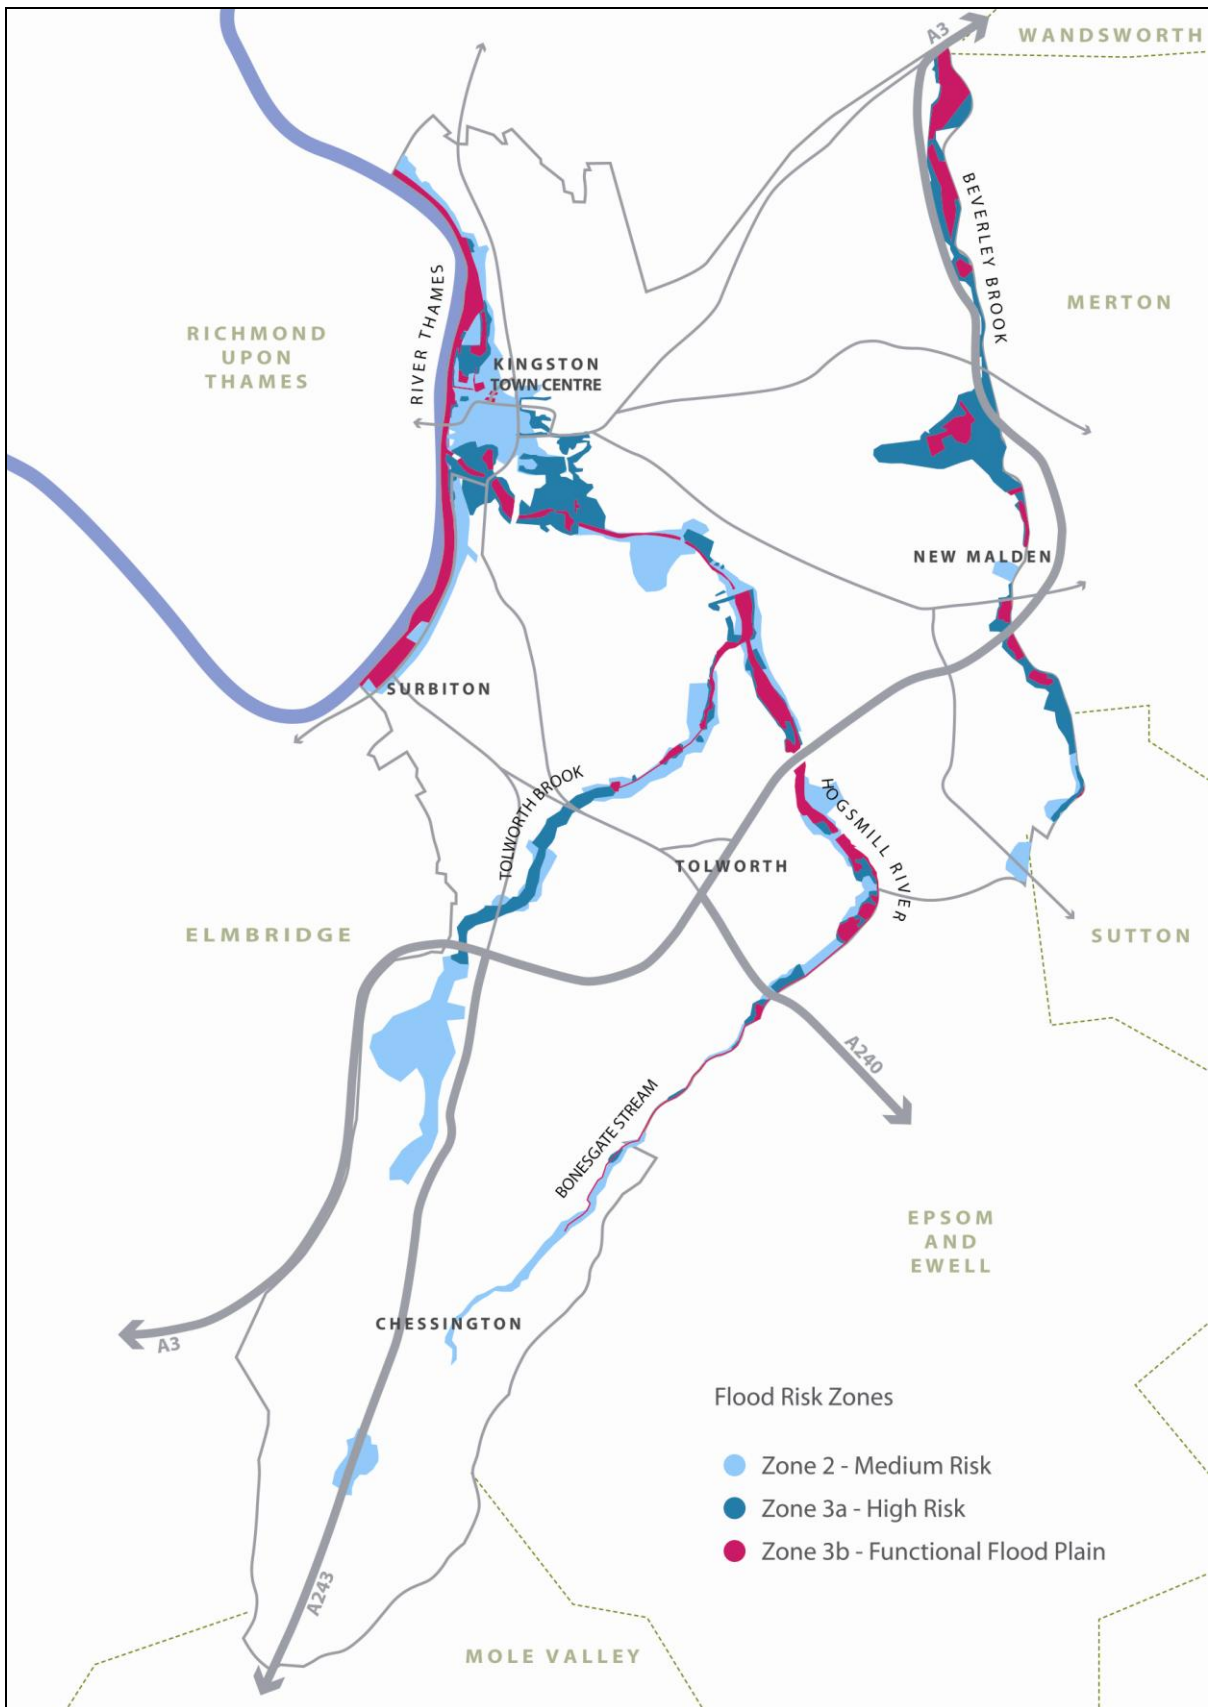 A3
WANDSWORTH
BEVERLEY BROOK
MERTON
RIVER THAMES
RICHMOND
UPON
THAMES
KINGSTON
TOWN CENTRE
NEW MALDEN
SURBITON
TOLWORTH BROOK
HOGSMILL RIVER
TOLWORTH
ELMBRIDGE
SUTTON
A240
BONESGATE STREAM
EPSOM
AND
EWELL
CHESSINGTON
A3
Flood Risk Zones
Zone 2 - Medium Risk
Zone 3a - High Risk
Zone 3b - Functional Flood Plain
A243
MOLE VALLEY